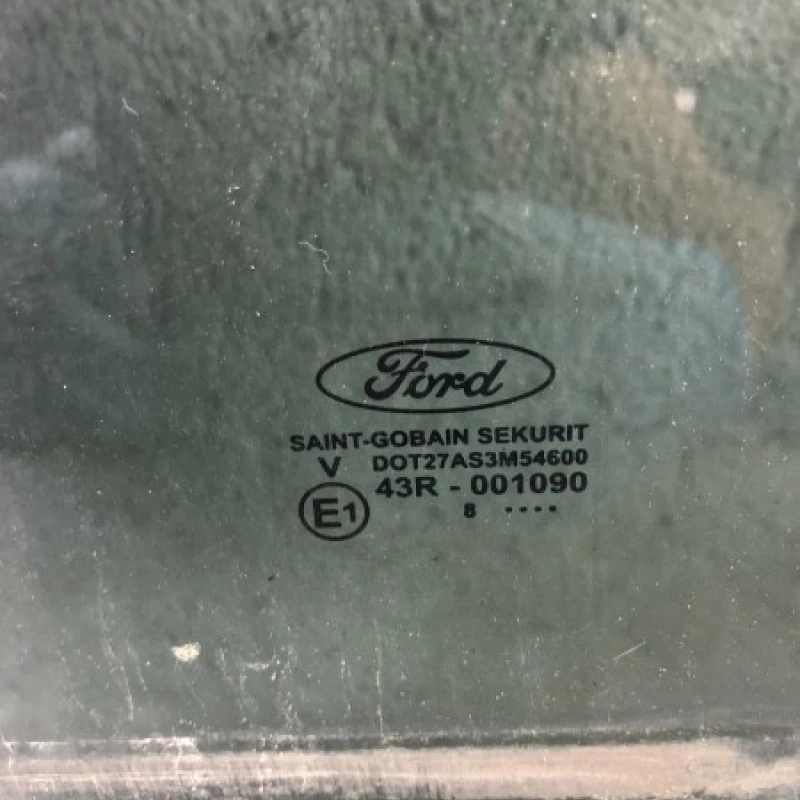 Ford
SAINT-GOBAIN SEKURIT
V DOT27AS3M54600
E1 43R - 001090
8 ....